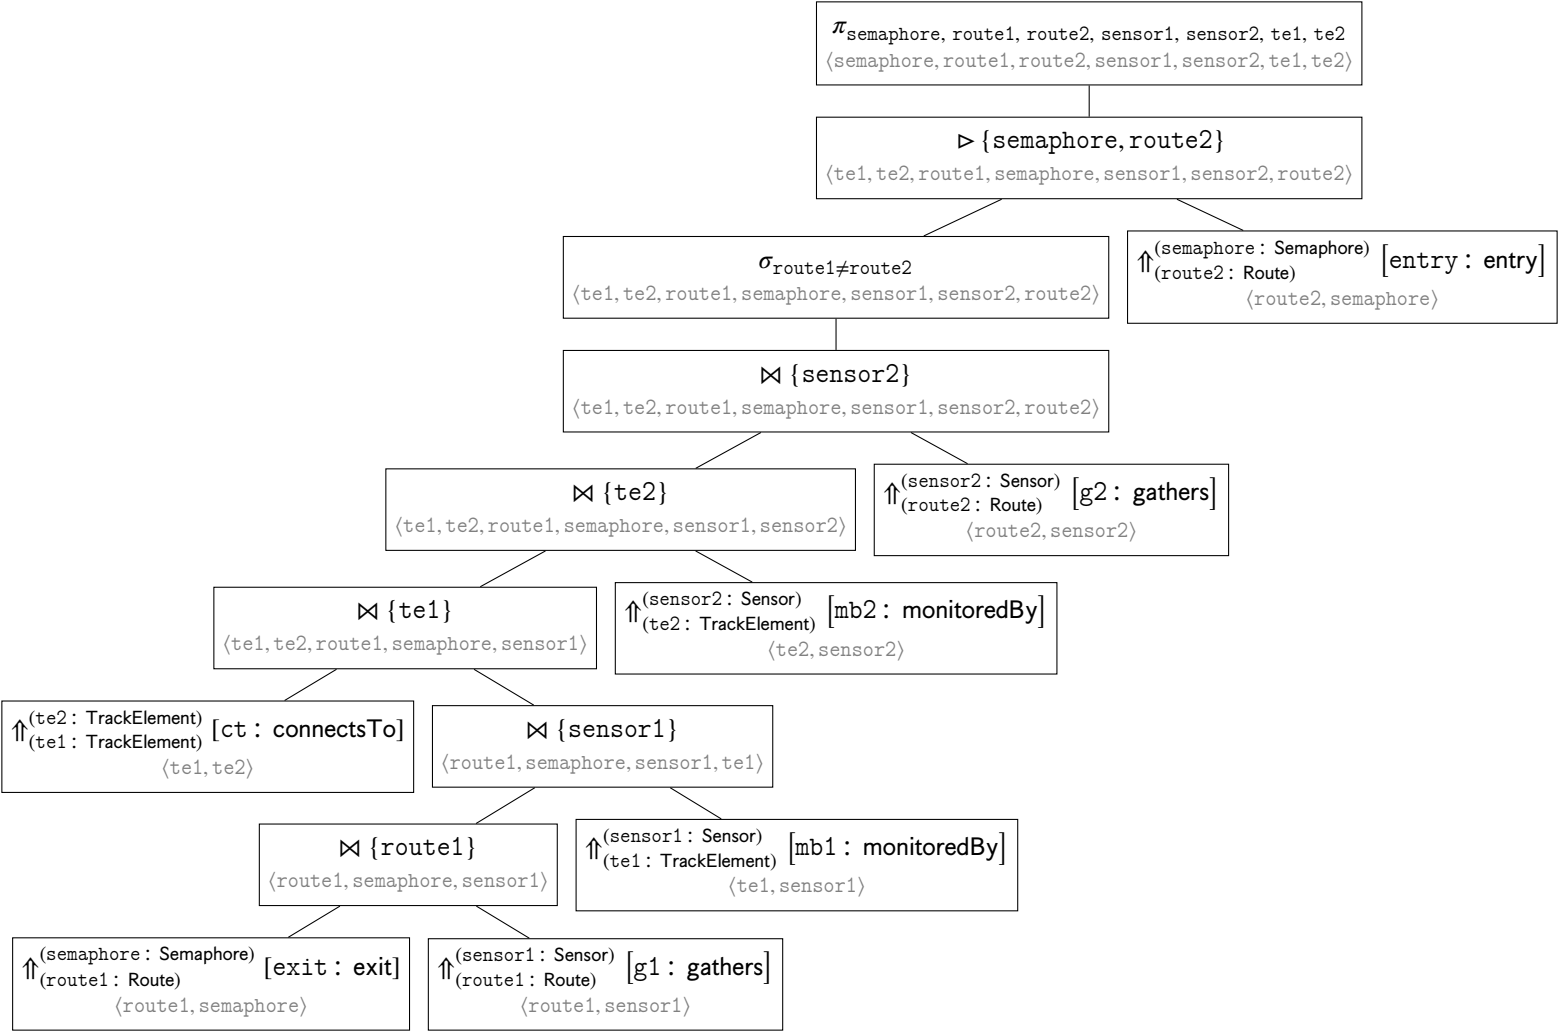 π semaphore, route1, route2, sensor1, sensor2, te1, te2
⟨semaphore, route1, route2, sensor1, sensor2, te1, te2⟩
▷ {semaphore, route2}
⟨te1, te2, route1, semaphore, sensor1, sensor2, route2⟩
σ route1≠route2
⟨te1, te2, route1, semaphore, sensor1, sensor2, route2⟩
⇑ (semaphore: Semaphore) (route2: Route) [entry: entry]
⟨route2, semaphore⟩
⋈ {sensor2}
⟨te1, te2, route1, semaphore, sensor1, sensor2, route2⟩
⋈ {te2}
⟨te1, te2, route1, semaphore, sensor1, sensor2⟩
⇑ (sensor2: Sensor) (route2: Route) [g2: gathers]
⟨route2, sensor2⟩
⋈ {te1}
⟨te1, te2, route1, semaphore, sensor1⟩
⇑ (sensor2: Sensor) (te2: TrackElement) [mb2: monitoredBy]
⟨te2, sensor2⟩
⇑ (te2: TrackElement) (te1: TrackElement) [ct: connectsTo]
⟨te1, te2⟩
⋈ {sensor1}
⟨route1, semaphore, sensor1, te1⟩
⋈ {route1}
⟨route1, semaphore, sensor1⟩
⇑ (sensor1: Sensor) (te1: TrackElement) [mb1: monitoredBy]
⟨te1, sensor1⟩
⇑ (semaphore: Semaphore) (route1: Route) [exit: exit]
⟨route1, semaphore⟩
⇑ (sensor1: Sensor) (route1: Route) [g1: gathers]
⟨route1, sensor1⟩